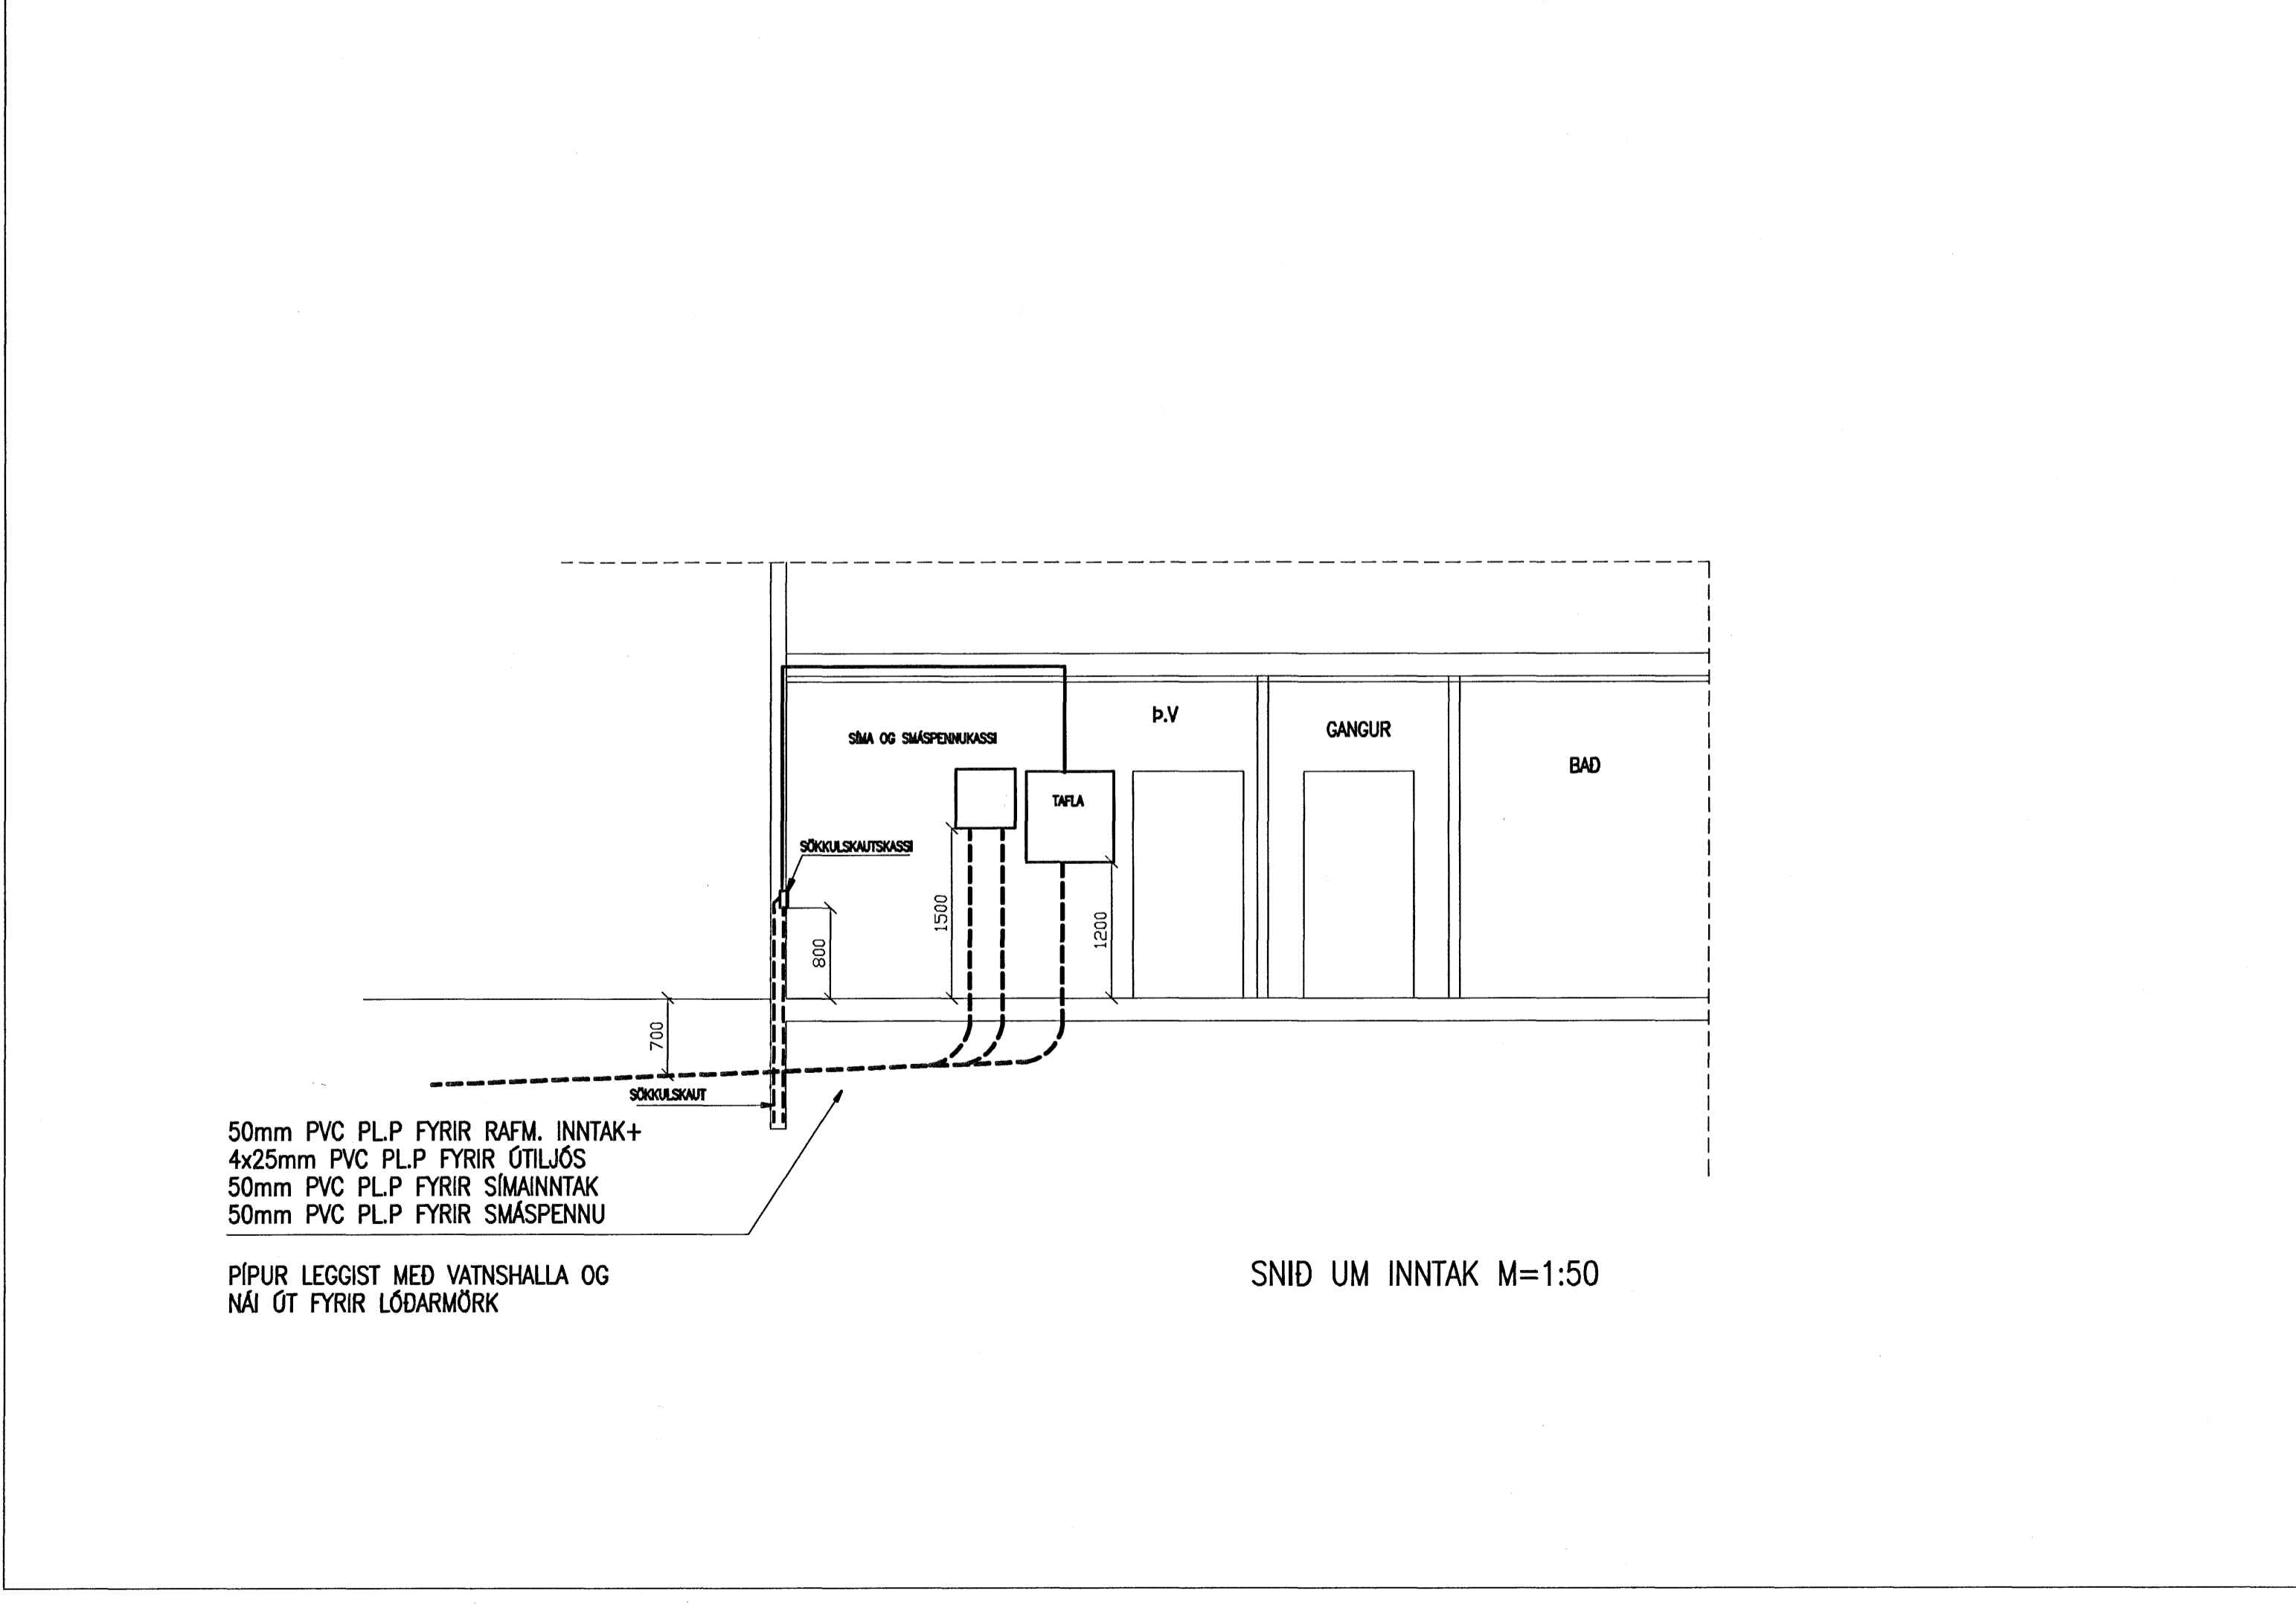 Þ.V
GANGUR
SÍMA OG SMÁSPENNUKASSI
BAÐ
TAFLA
SÖKKULSKAUTSKASSI
1500
1200
800
700
SÖKKULSKAUT
50mm PVC PL.P FYRIR RAFM. INNTAK+
4x25mm PVC PL.P FYRIR ÚTILJÓS
50mm PVC PL.P FYRIR SÍMAINNTAK
50mm PVC PL.P FYRIR SMÁSPENNU
PÍPUR LEGGIST MEÐ VATNSHALLA OG
NÁI ÚT FYRIR LÓÐARMÖRK
SNIÐ UM INNTAK M=1:50